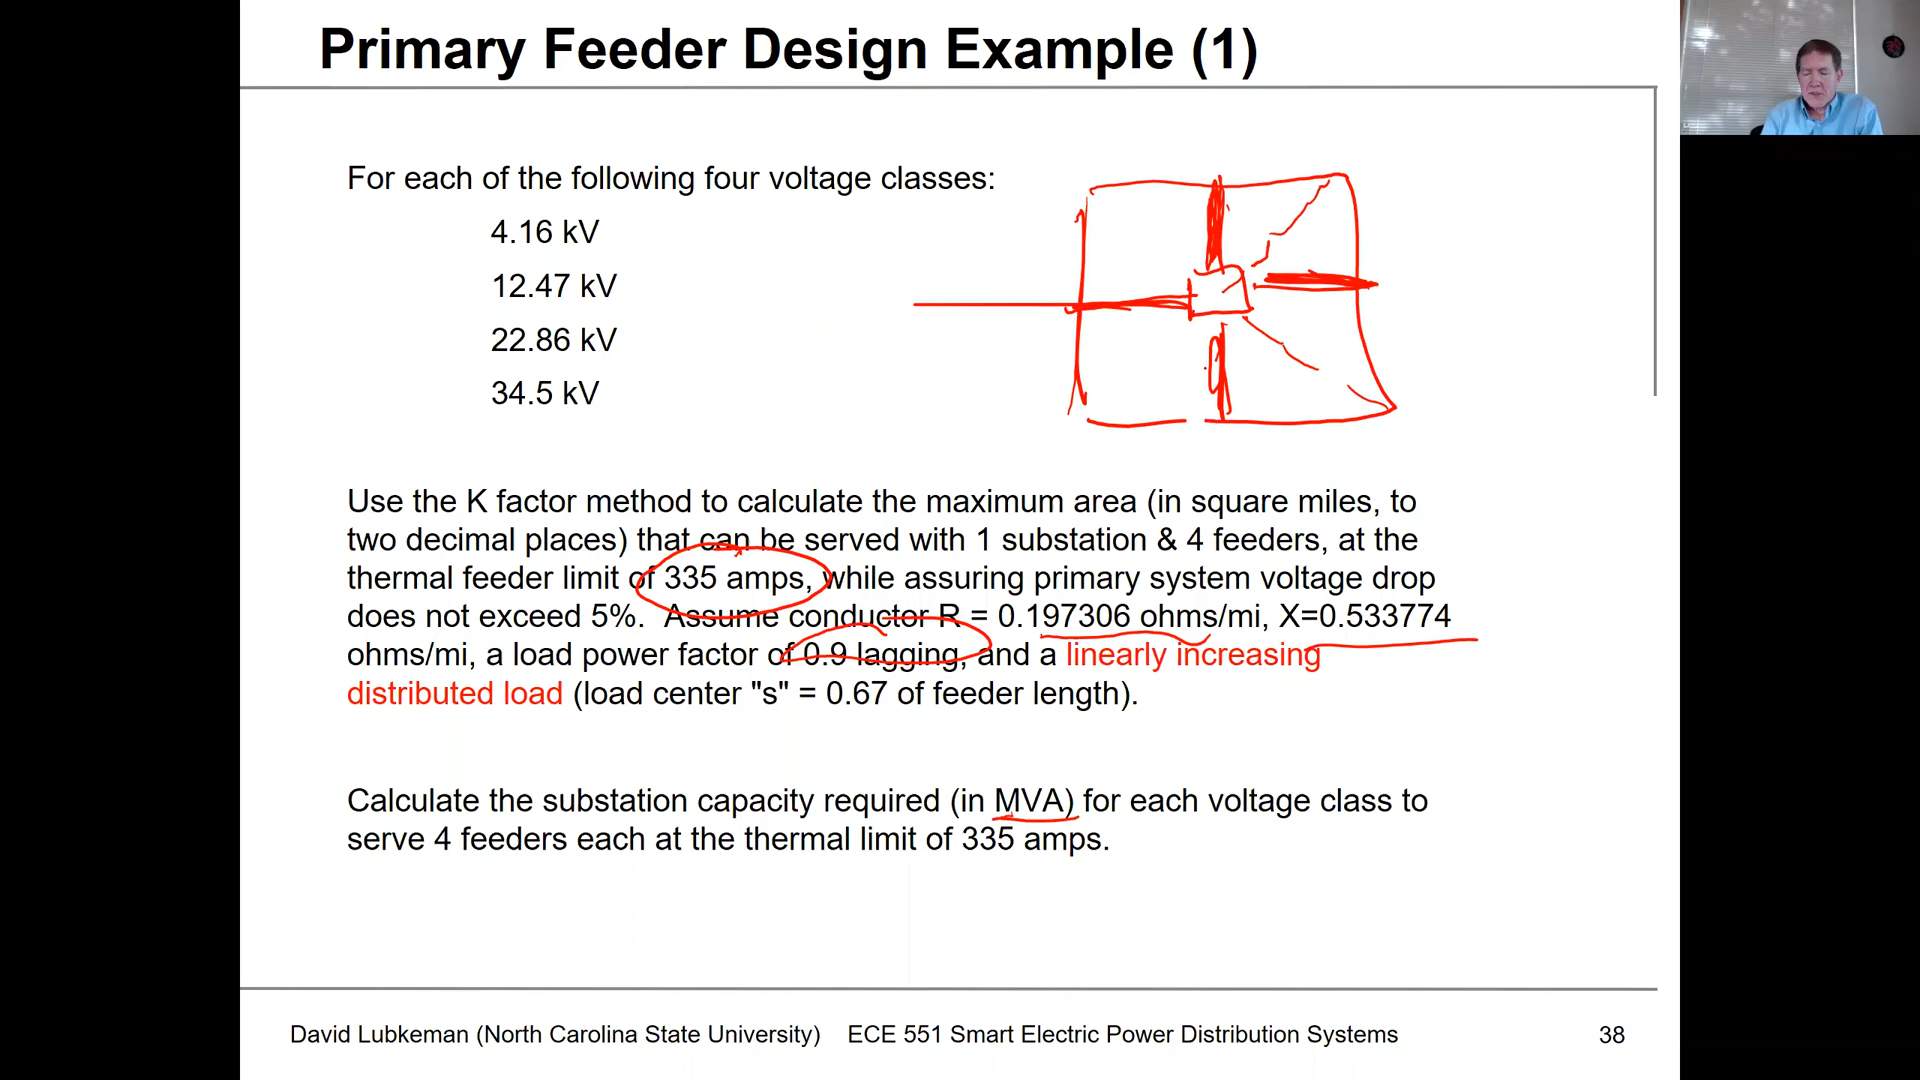 Primary Feeder Design Example (1)
For each of the following four voltage classes:
4.16 kV
12.47 kV
22.86 kV
34.5 kV
Use the K factor method to calculate the maximum area (in square miles, to
two decimal places) that can be served with 1 substation & 4 feeders, at the
thermal feeder limit of 335 amps, while assuring primary system voltage drop
does not exceed 5%. Assume conductor R = 0.197306 ohms/mi, X=0.533774
ohms/mi, a load power factor of 0.9 lagging, and a linearly increasing
distributed load (load center "s" = 0.67 of feeder length).
Calculate the substation capacity required (in MVA) for each voltage class to
serve 4 feeders each at the thermal limit of 335 amps.
David Lubkeman (North Carolina State University) ECE 551 Smart Electric Power Distribution Systems 38